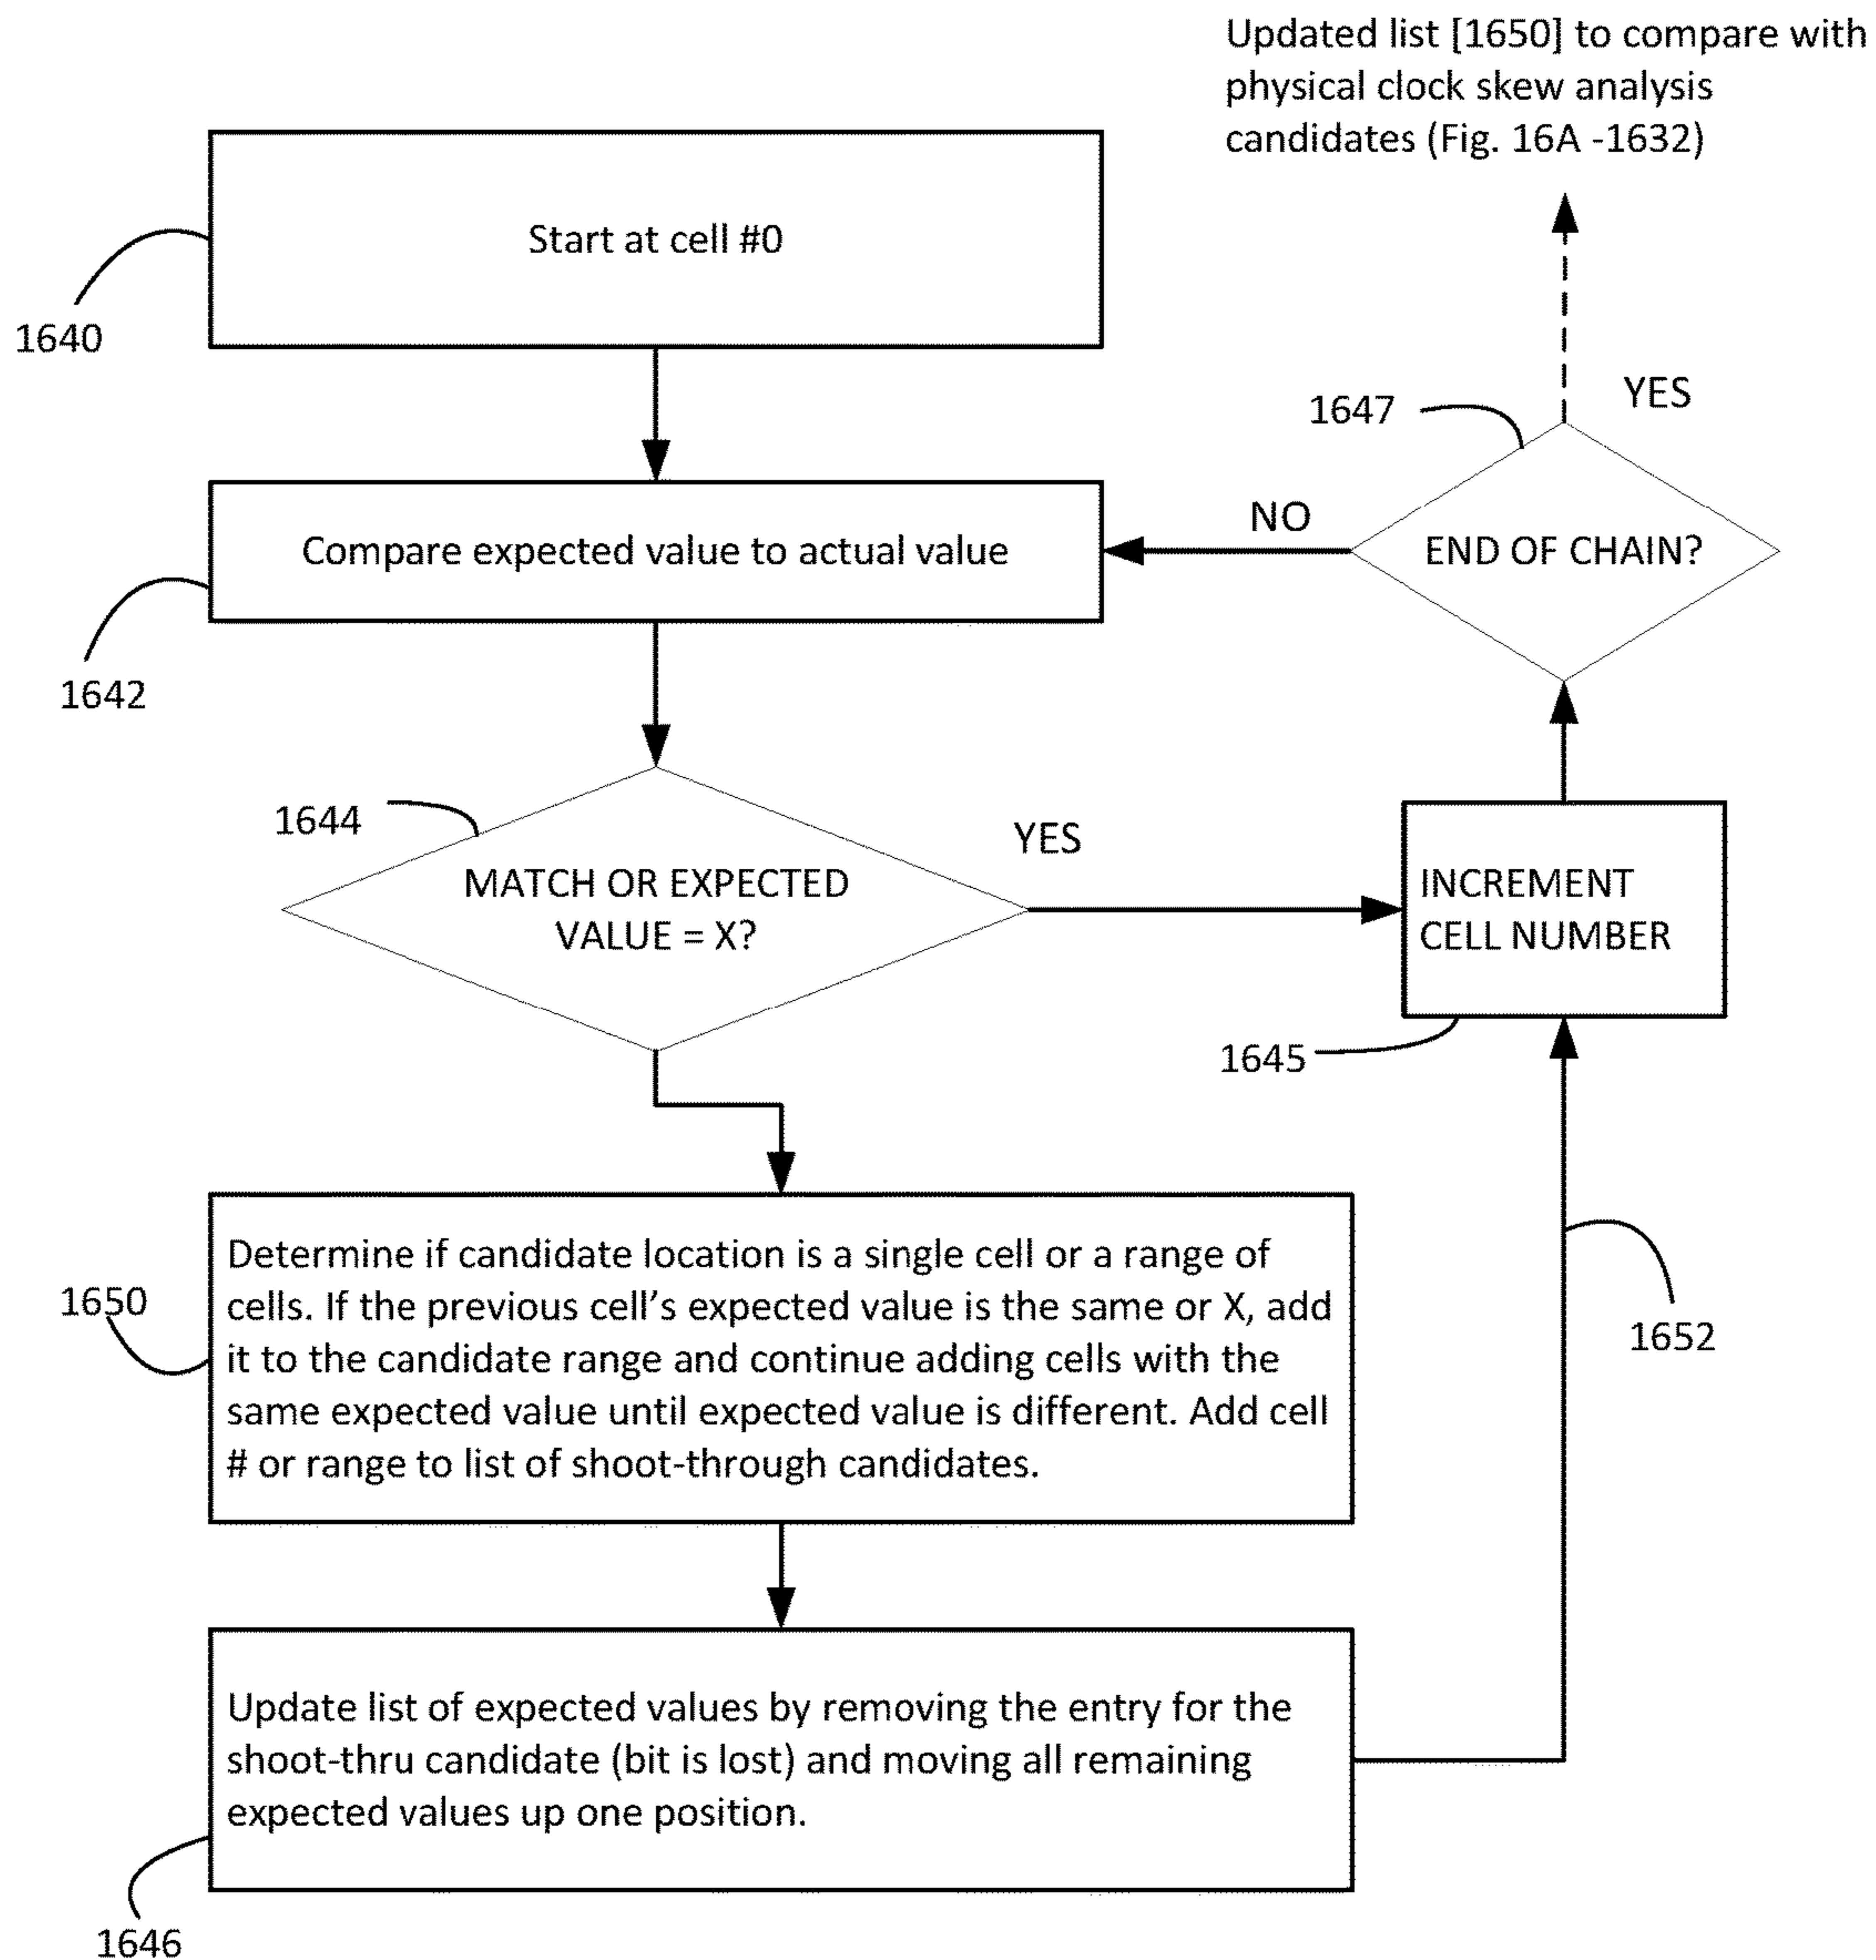 Updated list [1650] to compare with
physical clock skew analysis
candidates (Fig. 16A -1632)
Start at cell #0
1640
YES
1647
NO
END OF CHAIN?
Compare expected value to actual value
1642
1644
YES
MATCH OR EXPECTED
VALUE = X?
INCREMENT
CELL NUMBER
1645
Determine if candidate location is a single cell or a range of
cells. If the previous cell's expected value is the same or X, add
it to the candidate range and continue adding cells with the
same expected value until expected value is different. Add cell
# or range to list of shoot-through candidates.
1650
1652
Update list of expected values by removing the entry for the
shoot-thru candidate (bit is lost) and moving all remaining
expected values up one position.
1646